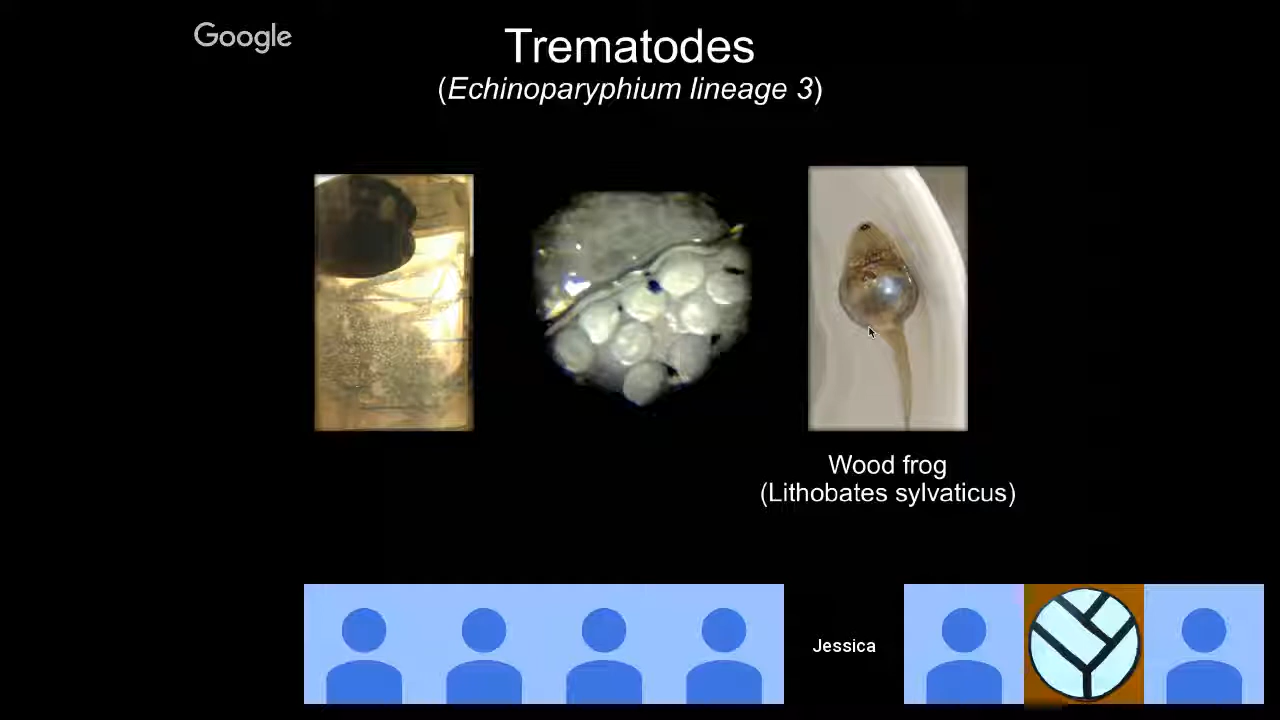 Google
Trematodes
(Echinoparyphium lineage 3)
Wood frog
(Lithobates sylvaticus)
Jessica